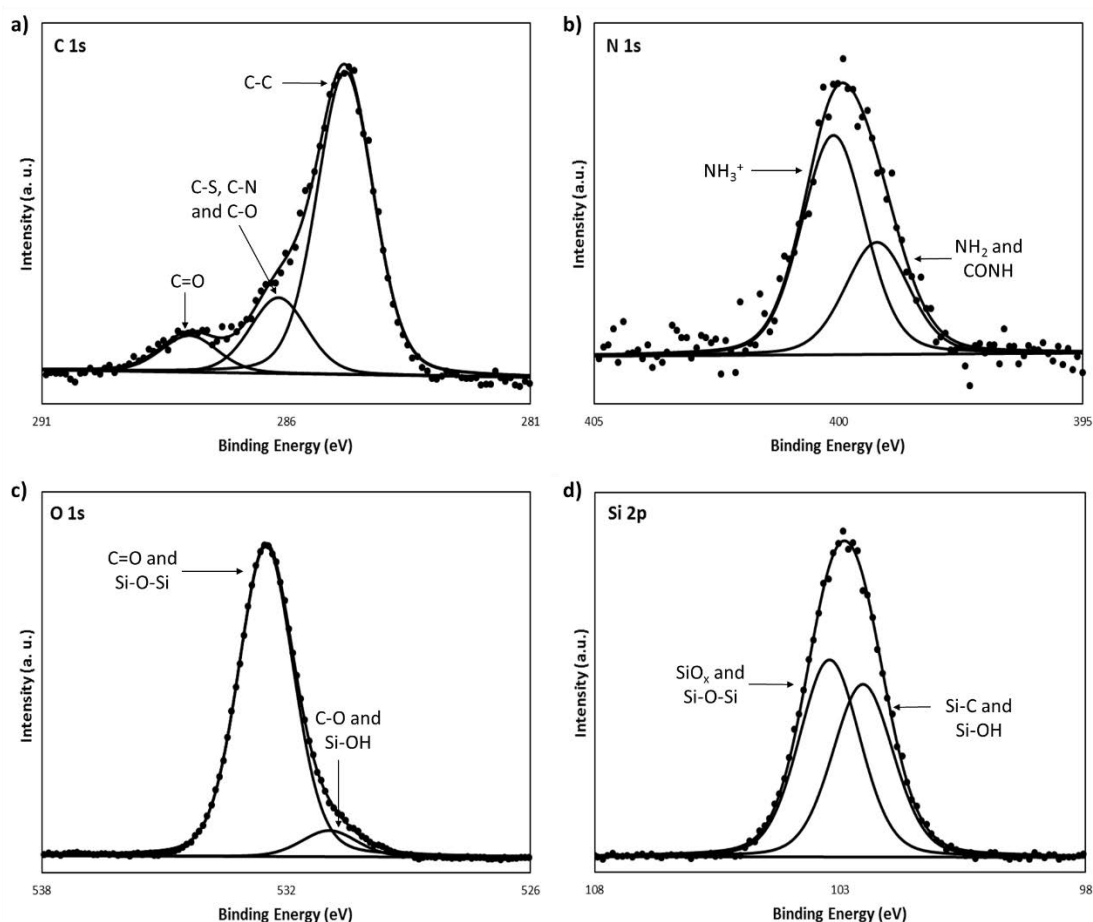 a)
C 1s
C-C
C-S, C-N
and C-O
C=O
Intensity (a. u.)
291
286
281
Binding Energy (eV)
b)
N 1s
NH₃⁺
NH₂ and
CONH
Intensity (a.u.)
405
400
395
Binding Energy (eV)
c)
O 1s
C=O and
Si-O-Si
C-O and
Si-OH
Intensity (a. u.)
538
532
526
Binding Energy (eV)
d)
Si 2p
SiOₓ and
Si-O-Si
Si-C and
Si-OH
Intensity (a. u.)
108
103
98
Binding Energy (eV)